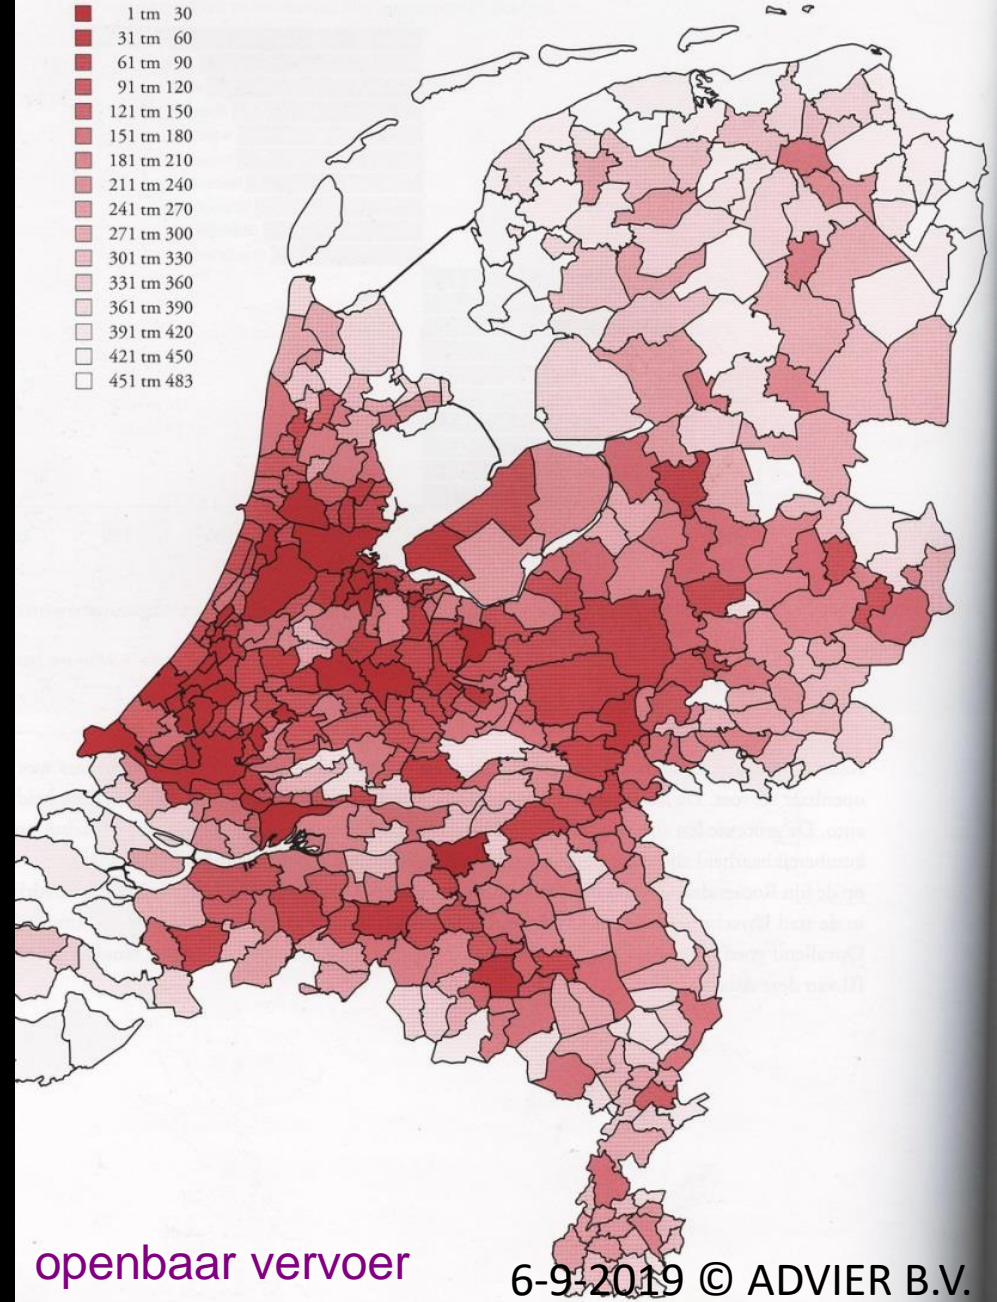 1 tm 30
31 tm 60
61 tm 90
91 tm 120
121 tm 150
151 tm 180
181 tm 210
211 tm 240
241 tm 270
271 tm 300
301 tm 330
331 tm 360
361 tm 390
391 tm 420
421 tm 450
451 tm 483
openbaar vervoer
6-9-2019 © ADVIER B.V.